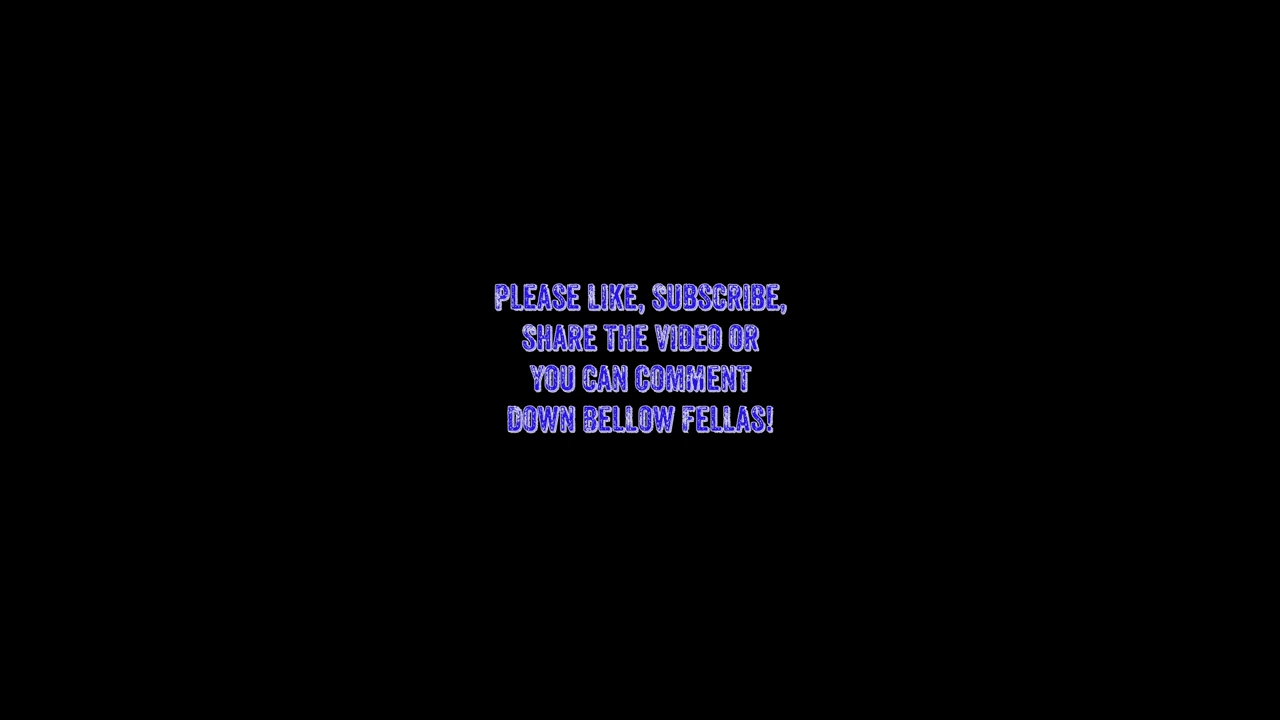 PLEASE LIKE, SUBSCRIBE,
SHARE THE VIDEO OR
YOU CAN COMMENT
DOWN BELLOW FELLAS!